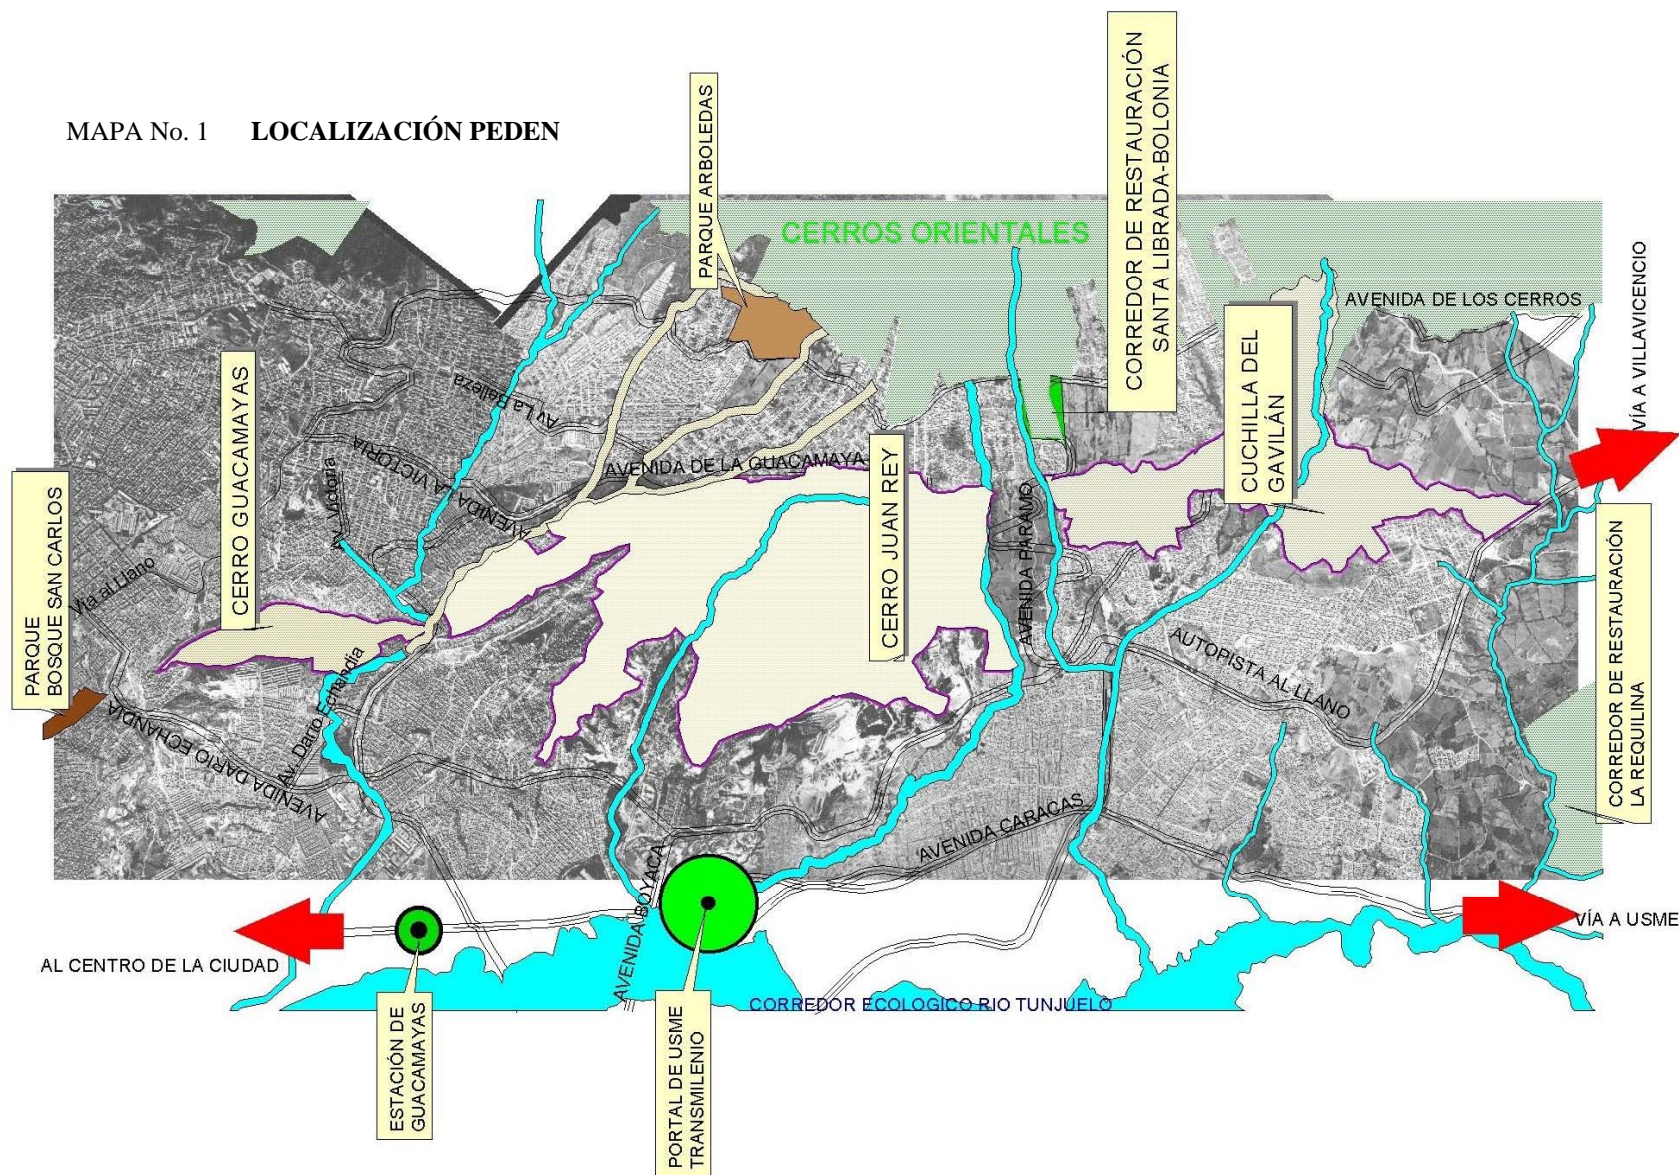 MAPA No. 1 LOCALIZACIÓN PEDEN
PARQUE ARBOLEDAS
CORREDOR DE RESTAURACIÓN
SANTA LIBRADA-BOLONIA
CERROS ORIENTALES
AVENIDA DE LOS CERROS
VÍA A VILLAVICENCIO
CERRO GUACAMAYAS
Av La Belleza
AVENIDA LA VICTORIA
Av. Victoria
AVENIDA DE LA GUACAMAYA
CERRO JUAN REY
AVENIDA PARAMO
CUCHILLA DEL
GAVILÁN
PARQUE
BOSQUE SAN CARLOS
Via al Llano
AVENIDA DARIO ECHANDIA
Av. Dario Echandia
AUTOPISTA AL LLANO
CORREDOR DE RESTAURACIÓN
LA REQUILINA
AVENIDA CARACAS
AVENIDA BOYACA
AL CENTRO DE LA CIUDAD
VÍA A USME
CORREDOR ECOLOGICO RIO TUNJUELO
ESTACIÓN DE
GUACAMAYAS
PORTAL DE USME
TRANSMILENIO